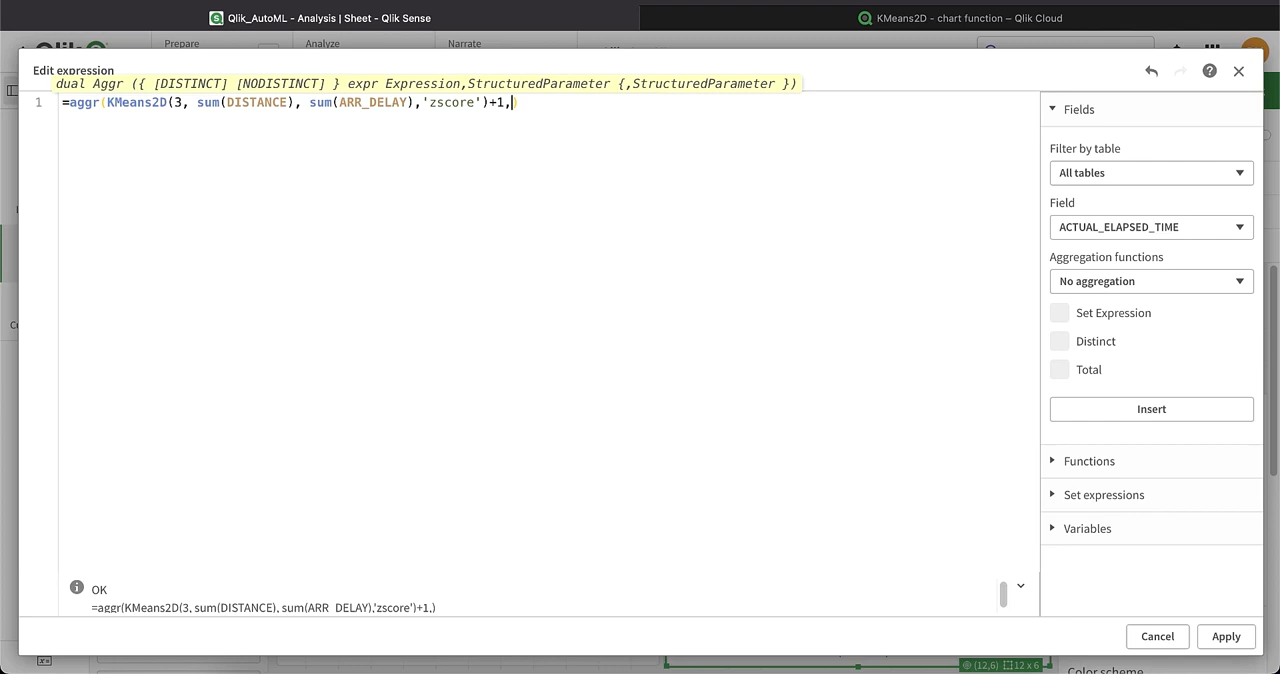 Qlik_AutoML - Analysis | Sheet - Qlik Sense
KMeans2D - chart function – Qlik Cloud
Prepare
Analyze
Narrate
Edit expression
dual Aggr ({ [DISTINCT] [NODISTINCT] } expr Expression,StructuredParameter {,StructuredParameter })
1 =aggr(KMeans2D(3, sum(DISTANCE), sum(ARR_DELAY),'zscore')+1,)
Fields
Filter by table
All tables
Field
ACTUAL_ELAPSED_TIME
Aggregation functions
No aggregation
Set Expression
Distinct
Total
Insert
Functions
Set expressions
Variables
OK
=aggr(KMeans2D(3, sum(DISTANCE), sum(ARR_DELAY),'zscore')+1,)
Cancel
Apply
(12,6) 12 x 6
Color scheme